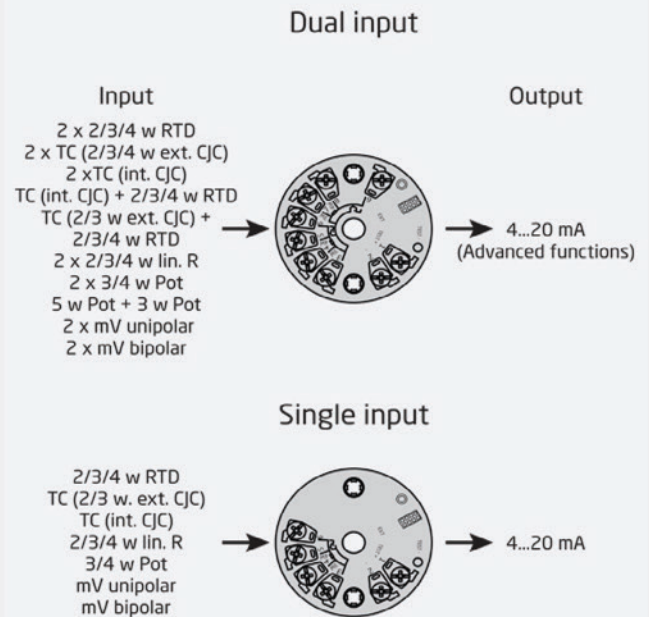 Dual input
Input
Output
2 x 2/3/4 w RTD
2 x TC (2/3/4 w ext. CJC)
2 xTC (int. CJC)
TC (int. CJC) + 2/3/4 w RTD
TC (2/3 w ext. CJC) +
2/3/4 w RTD
2 x 2/3/4 w lin. R
2 x 3/4 w Pot
5 w Pot + 3 w Pot
2 x mV unipolar
2 x mV bipolar
4...20 mA
(Advanced functions)
Single input
2/3/4 w RTD
TC (2/3 w. ext. CJC)
TC (int. CJC)
2/3/4 w lin. R
3/4 w Pot
mV unipolar
mV bipolar
4...20 mA